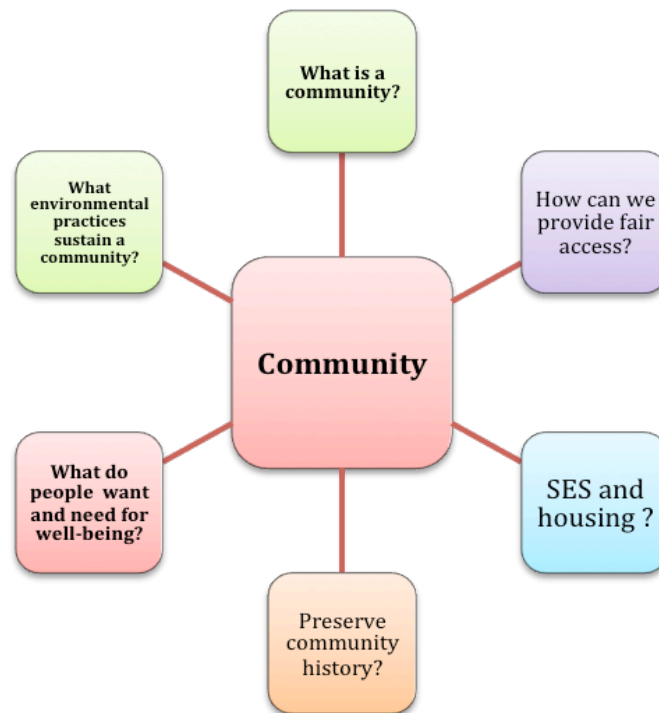 What is a
community?
How can we
provide fair
access?
SES and
housing ?
Preserve
community
history?
What do
people want
and need for
well-being?
What
environmental
practices
sustain a
community?
Community